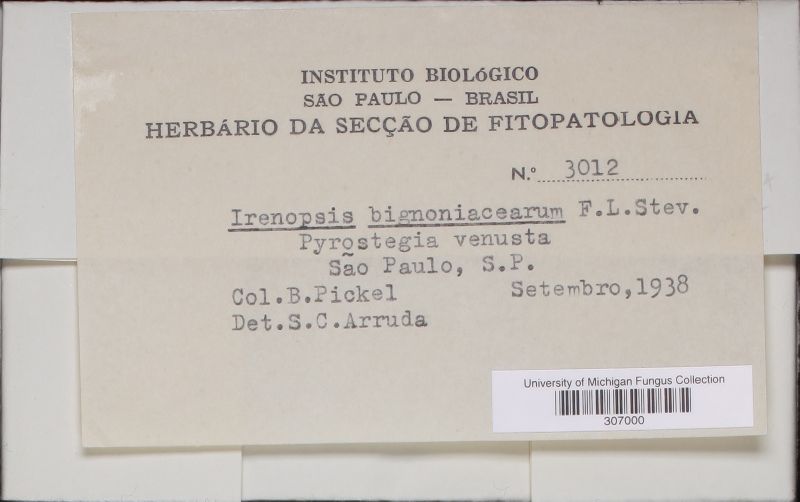 INSTITUTO BIOLóGICO
SÃO PAULO — BRASIL
HERBÁRIO DA SECÇÃO DE FITOPATOLOGIA
N.º 3012
Irenopsis bignoniacearum F.L.Stev.
Pyrostegia venusta
São Paulo, S.P.
Col.B.Pickel Setembro,1938
Det.S.C.Arruda
University of Michigan Fungus Collection
307000